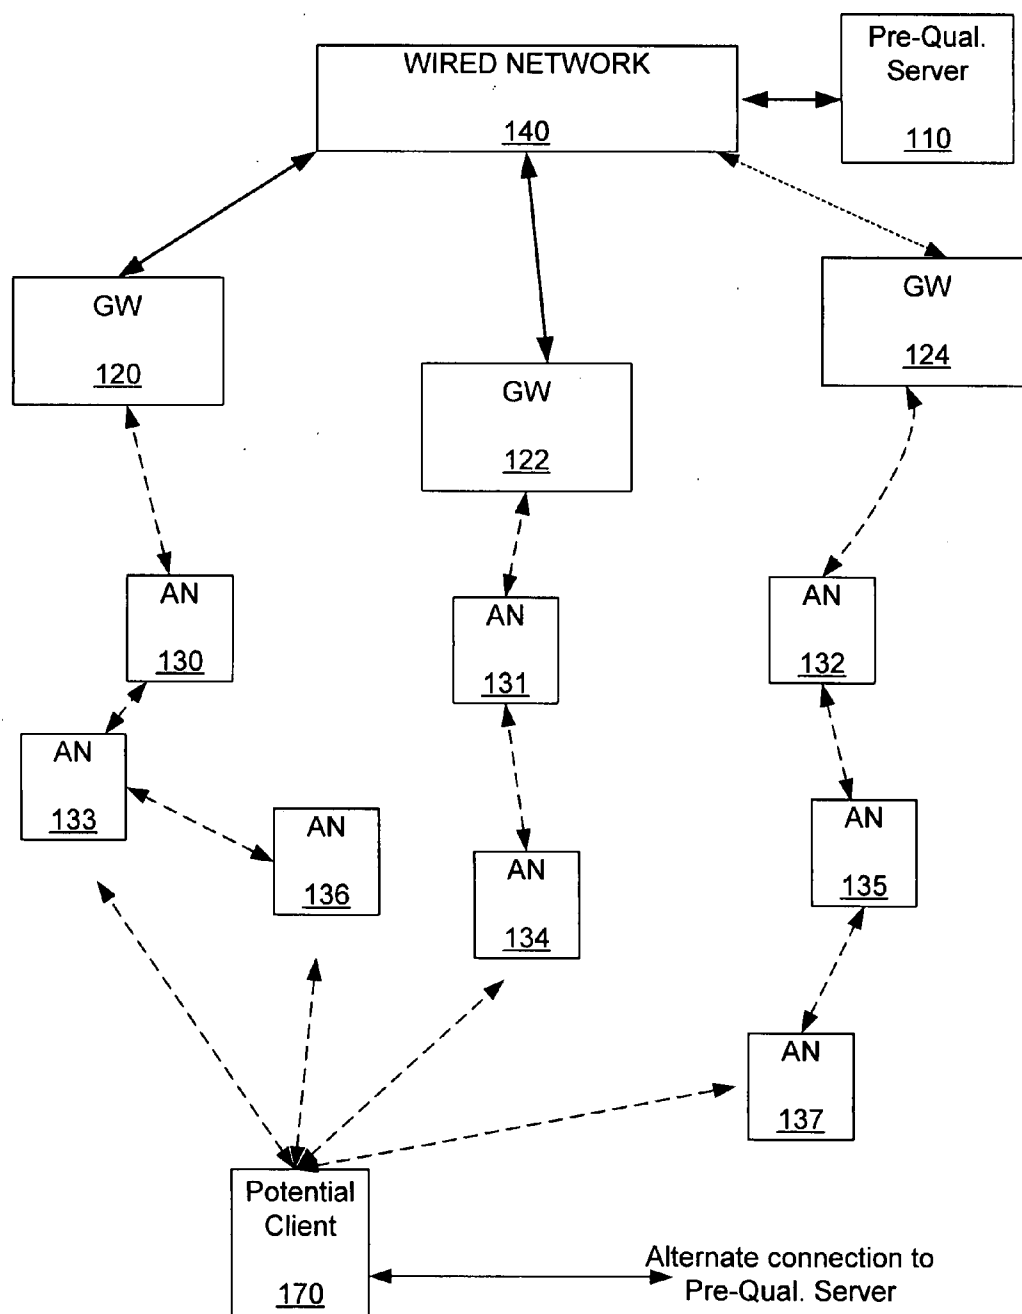 WIRED NETWORK
140
Pre-Qual.
Server
110
GW
120
GW
122
GW
124
AN
130
AN
131
AN
132
AN
133
AN
136
AN
134
AN
135
AN
137
Potential
Client
170
Alternate connection to
Pre-Qual. Server